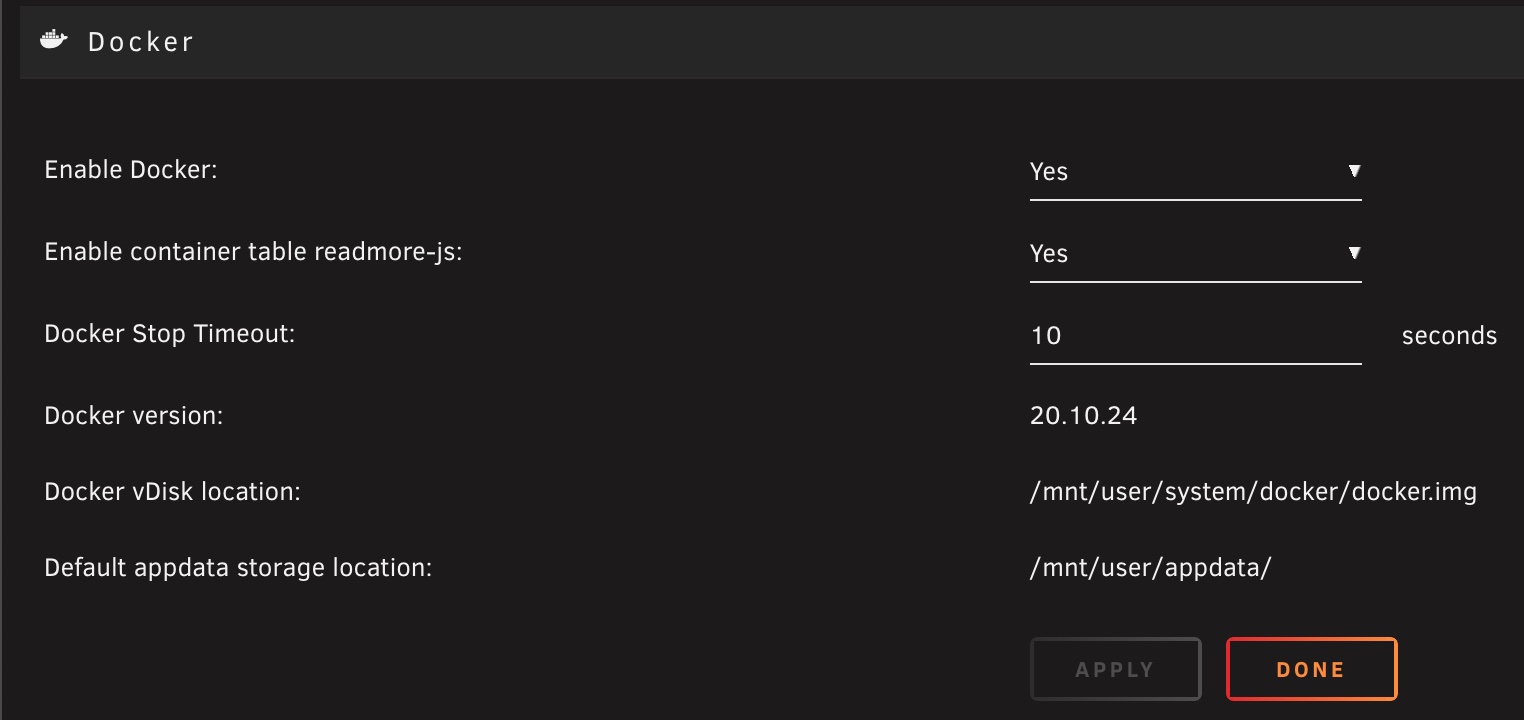 Docker
Enable Docker: Yes
Enable container table readmore-js: Yes
Docker Stop Timeout: 10 seconds
Docker version: 20.10.24
Docker vDisk location: /mnt/user/system/docker/docker.img
Default appdata storage location: /mnt/user/appdata/
APPLY DONE